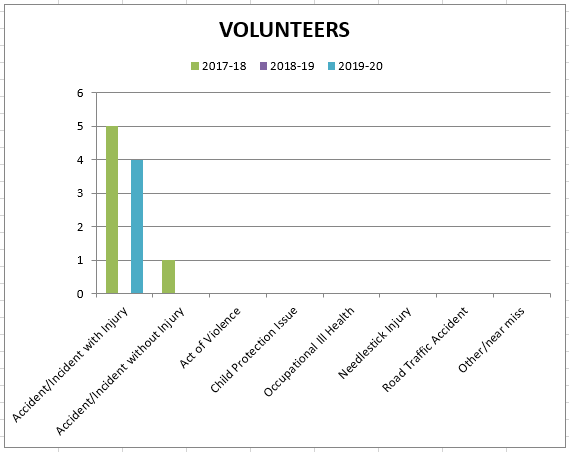 VOLUNTEERS
2017-18 2018-19 2019-20
6
5
4
3
2
1
0
Accident/Incident with Injury
Accident/Incident without Injury
Act of Violence
Child Protection Issue
Occupational Ill Health
Needlestick Injury
Road Traffic Accident
Other/near miss